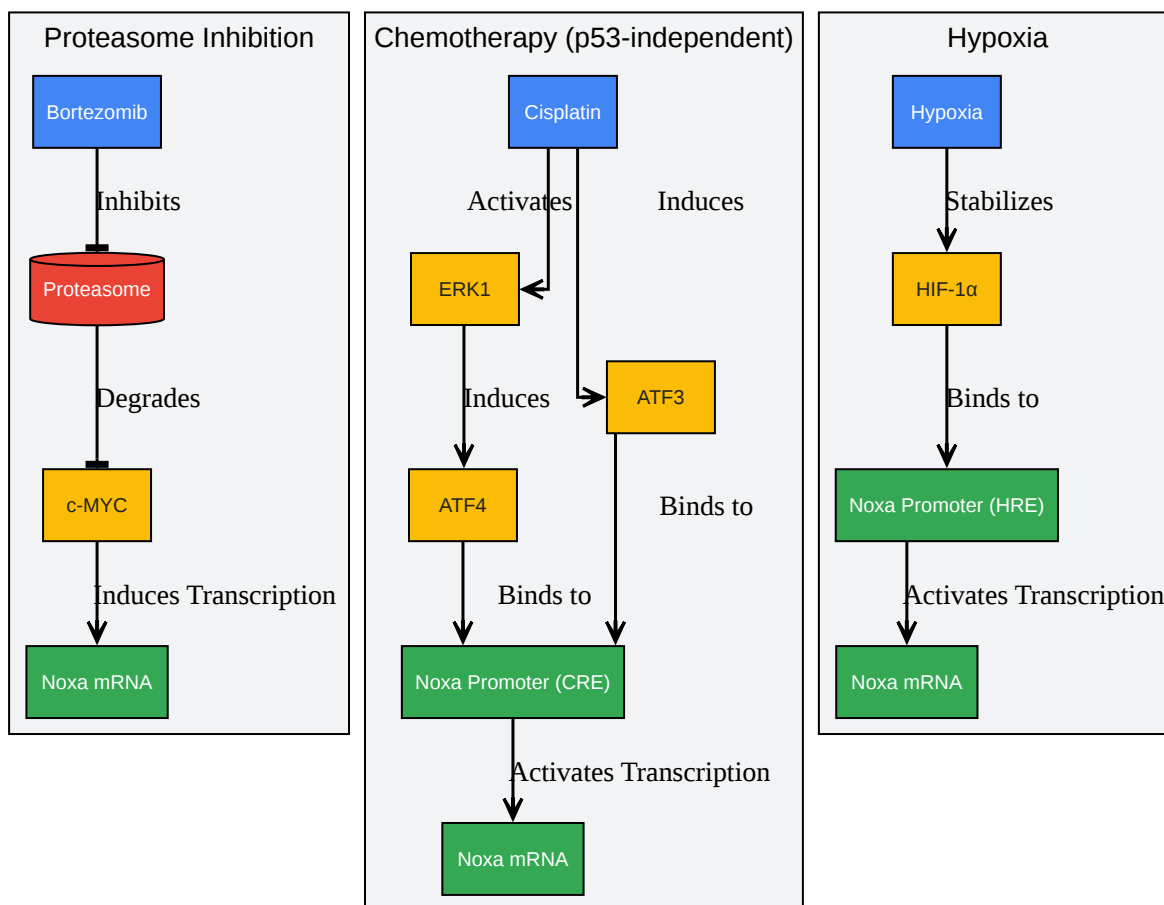 Proteasome Inhibition
Bortezomib
Inhibits
Proteasome
Degrades
c-MYC
Induces Transcription
Noxa mRNA
Chemotherapy (p53-independent)
Cisplatin
Activates
Induces
ERK1
Induces
ATF3
ATF4
Binds to
Binds to
Noxa Promoter (CRE)
Activates Transcription
Noxa mRNA
Hypoxia
Hypoxia
Stabilizes
HIF-1α
Binds to
Noxa Promoter (HRE)
Activates Transcription
Noxa mRNA